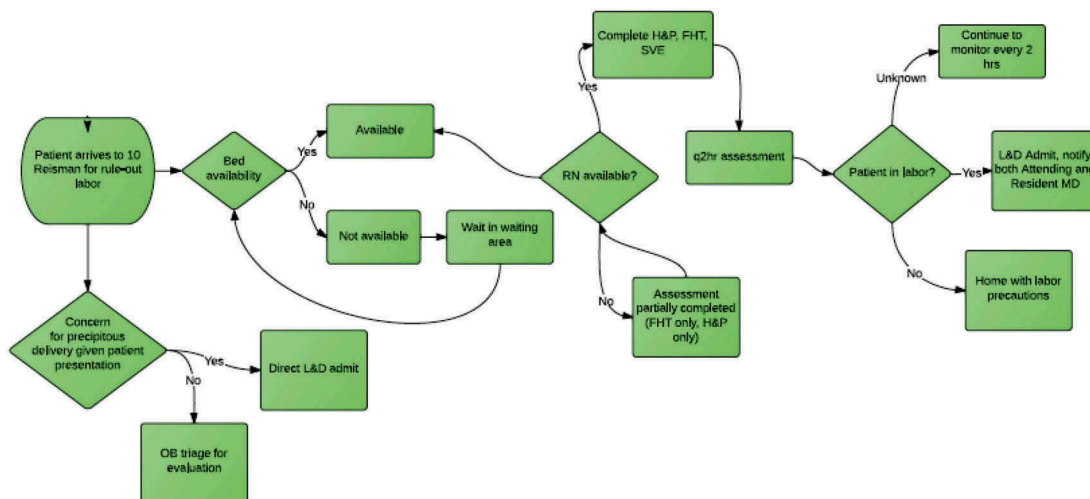 Patient arrives to 10
Reisman for rule-out
labor
Bed
availability
Yes
No
Available
Not available
Wait in waiting
area
Concern
for precipitous
delivery given patient
presentation
Yes
No
Direct L&D admit
OB triage for
evaluation
RN available?
Yes
No
Complete H&P, FHT,
SVE
Assessment
partially completed
(FHT only, H&P
only)
q2hr assessment
Patient in labor?
Unknown
Yes
No
Continue to
monitor every 2
hrs
L&D Admit, notify
both Attending and
Resident MD
Home with labor
precautions